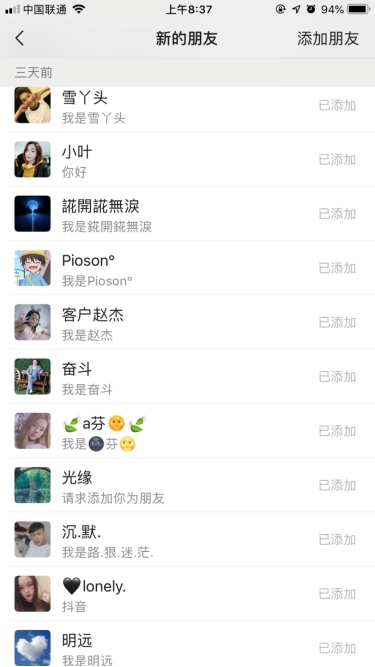 中国联通 上午8:37 94%
新的朋友 添加朋友
三天前
雪丫头
我是雪丫头
已添加
小叶
你好
已添加
誮開誮無淚
我是誮開誮無淚
已添加
Pioson°
我是Pioson°
已添加
客户赵杰
我是赵杰
已添加
奋斗
我是奋斗
已添加
🌿a芬🌞🌿
我是🌚芬🌝
已添加
光缘
请求添加你为朋友
已添加
沉.默.
我是路.狠.迷.茫.
已添加
🖤lonely.
抖音
已添加
明远
我是明远
已添加